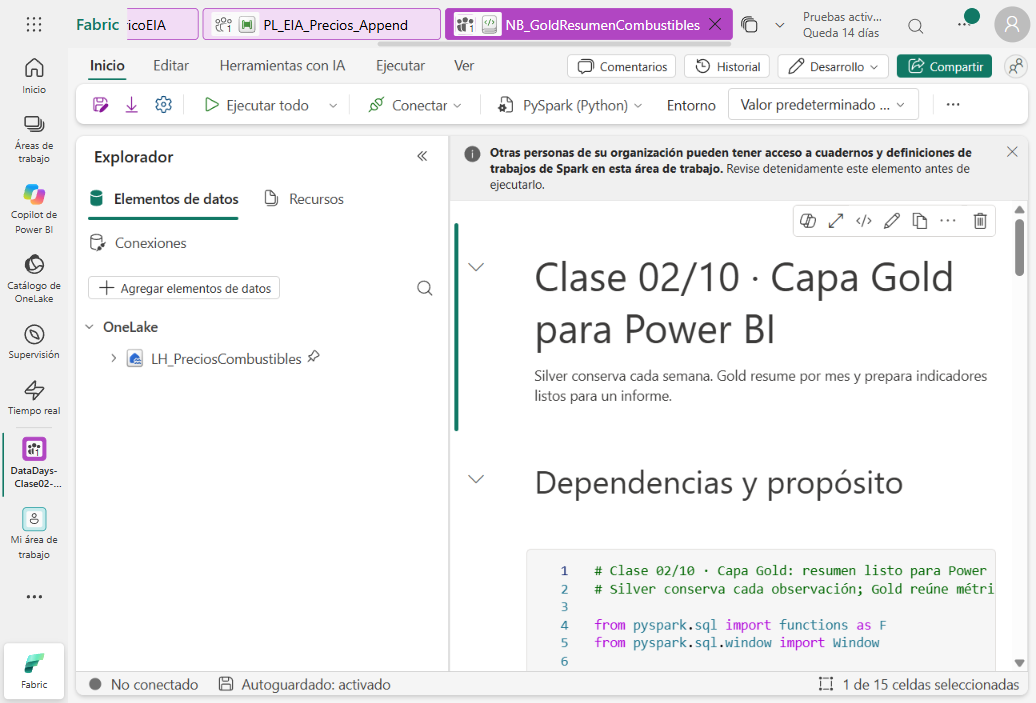 Fabric
ricoEIA
PL_EIA_Precios_Append
NB_GoldResumenCombustibles
Pruebas activ...
Queda 14 días
Inicio
Editar
Herramientas con IA
Ejecutar
Ver
Comentarios
Historial
Desarrollo
Compartir
Ejecutar todo
Conectar
PySpark (Python)
Entorno
Valor predeterminado ...
Inicio
Áreas de
trabajo
Copilot de
Power BI
Catálogo de
OneLake
Supervisión
Tiempo real
DataDays-
Clase02-...
Mi área de
trabajo
Fabric
Explorador
Elementos de datos
Recursos
Conexiones
Agregar elementos de datos
OneLake
LH_PreciosCombustibles
Otras personas de su organización pueden tener acceso a cuadernos y definiciones de
trabajos de Spark en esta área de trabajo. Revise detenidamente este elemento antes de
ejecutarlo.
Clase 02/10 · Capa Gold
para Power BI
Silver conserva cada semana. Gold resume por mes y prepara indicadores
listos para un informe.
Dependencias y propósito
1 # Clase 02/10 · Capa Gold: resumen listo para Power
2 # Silver conserva cada observación; Gold reúne métri
3
4 from pyspark.sql import functions as F
5 from pyspark.sql.window import Window
6
No conectado
Autoguardado: activado
1 de 15 celdas seleccionadas